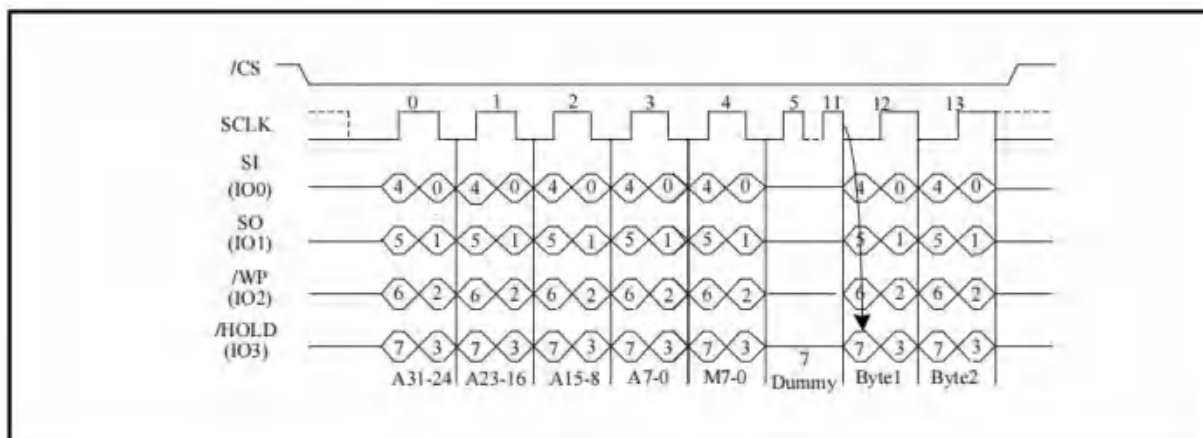 /CS
0 1 2 3 4 5 11 12 13
SCLK
SI
(IO0) 4 0 4 0 4 0 4 0 4 0 4 0 4 0
SO
(IO1) 5 1 5 1 5 1 5 1 5 1 5 1 5 1
/WP
(IO2) 6 2 6 2 6 2 6 2 6 2 6 2 6 2
/HOLD
(IO3) 7 3 7 3 7 3 7 3 7 3 7 7 3 7 3
A31-24 A23-16 A15-8 A7-0 M7-0 Dummy Byte1 Byte2